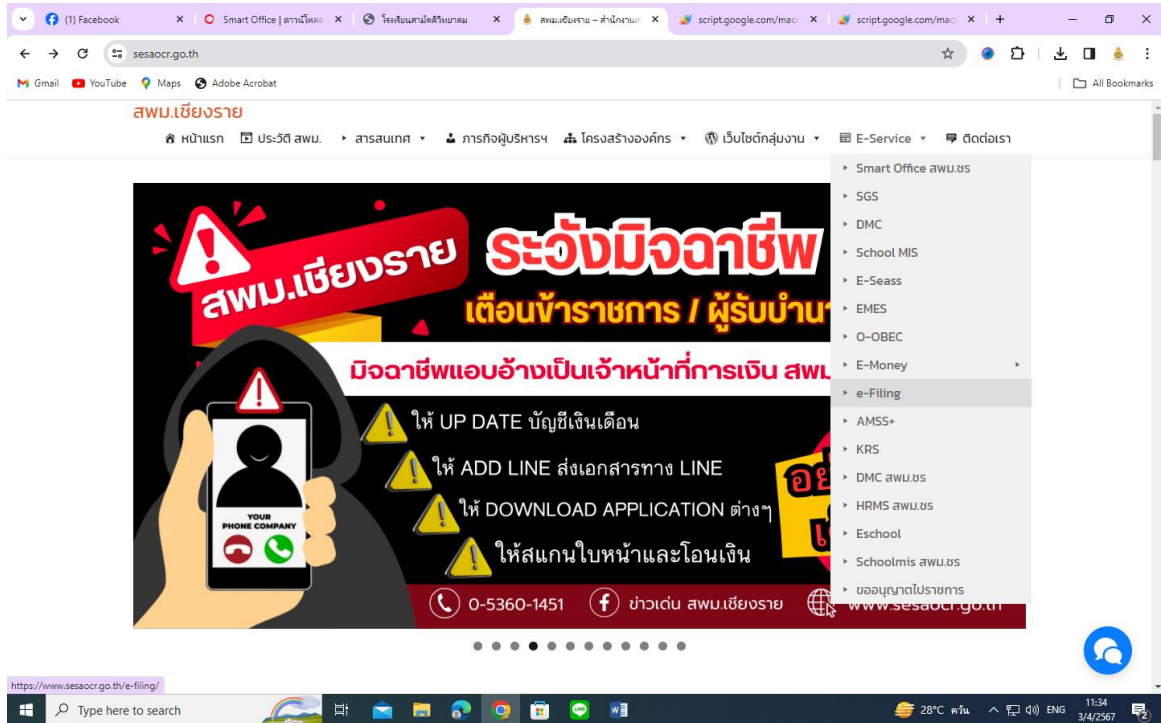 (1) Facebook
Smart Office | ดาวน์โหลด
โรงเรียนสามัคคีวิทยาคม
สพม.เชียงราย – สำนักงานเ
script.google.com/macr
script.google.com/macr
sesaocr.go.th
Gmail
YouTube
Maps
Adobe Acrobat
All Bookmarks
สพม.เชียงราย
หน้าแรก
ประวัติ สพม.
สารสนเทศ
ภารกิจผู้บริหารฯ
โครงสร้างองค์กร
เว็บไซต์กลุ่มงาน
E-Service
ติดต่อเรา
Smart Office สพม.ชร
SGS
DMC
School MIS
E-Seass
EMES
O-OBEC
E-Money
e-Filing
AMSS+
KRS
DMC สพม.ชร
HRMS สพม.ชร
Eschool
Schoolmis สพม.ชร
ขออนุญาตไปราชการ
สพม.เชียงราย
ระวังมิจฉาชีพ
เตือนข้าราชการ / ผู้รับบำนา
มิจฉาชีพแอบอ้างเป็นเจ้าหน้าที่การเงิน สพม
ให้ UP DATE บัญชีเงินเดือน
ให้ ADD LINE ส่งเอกสารทาง LINE
ให้ DOWNLOAD APPLICATION ต่างๆ
ให้สแกนใบหน้าและโอนเงิน
YOUR
PHONE COMPANY
0-5360-1451
ข่าวเด่น สพม.เชียงราย
www.sesaocr.go.th
https://www.sesaocr.go.th/e-filing/
Type here to search
28°C ควัน
ENG
11:34
3/4/2567
2